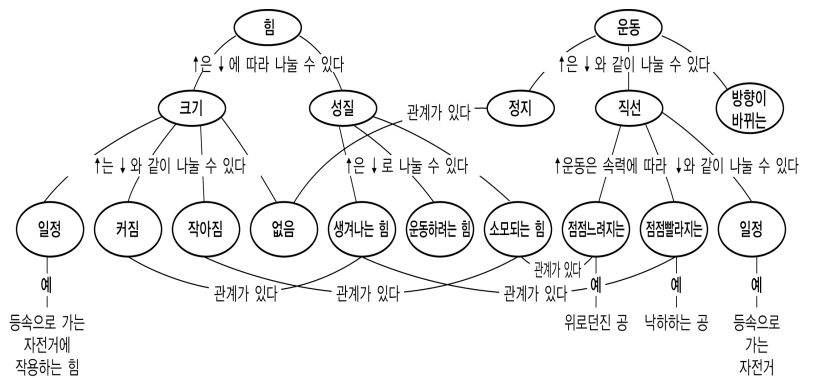 힘 운동
↑은 ↓에 따라 나눌 수 있다 ↑은 ↓와 같이 나눌 수 있다
크기 성질 관계가 있다 정지 직선 방향이
바뀌는
↑는 ↓와 같이 나눌 수 있다 ↑은 ↓로 나눌 수 있다 ↑운동은 속력에 따라 ↓와 같이 나눌 수 있다
일정 커짐 작아짐 없음 생겨나는 힘 운동하려는 힘 소모되는 힘 점점느려지는 점점빨라지는 일정
관계가 있다
예 관계가 있다 관계가 있다 관계가 있다 예 예 예
등속으로 가는
자전거에
작용하는 힘
위로던진 공
낙하하는 공
등속으로
가는
자전거